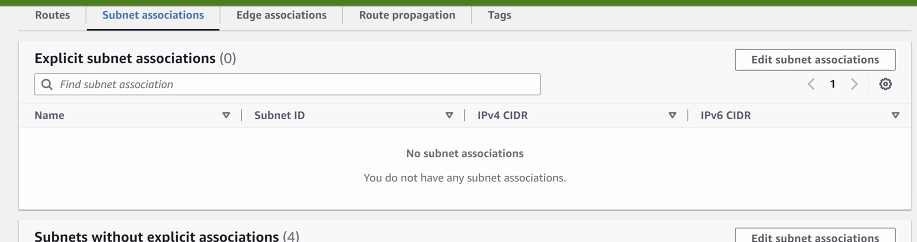 Routes Subnet associations Edge associations Route propagation Tags
Explicit subnet associations (0) Edit subnet associations
Find subnet association 1
Name Subnet ID IPv4 CIDR IPv6 CIDR
No subnet associations
You do not have any subnet associations.
Subnets without explicit associations (4) Edit subnet associations